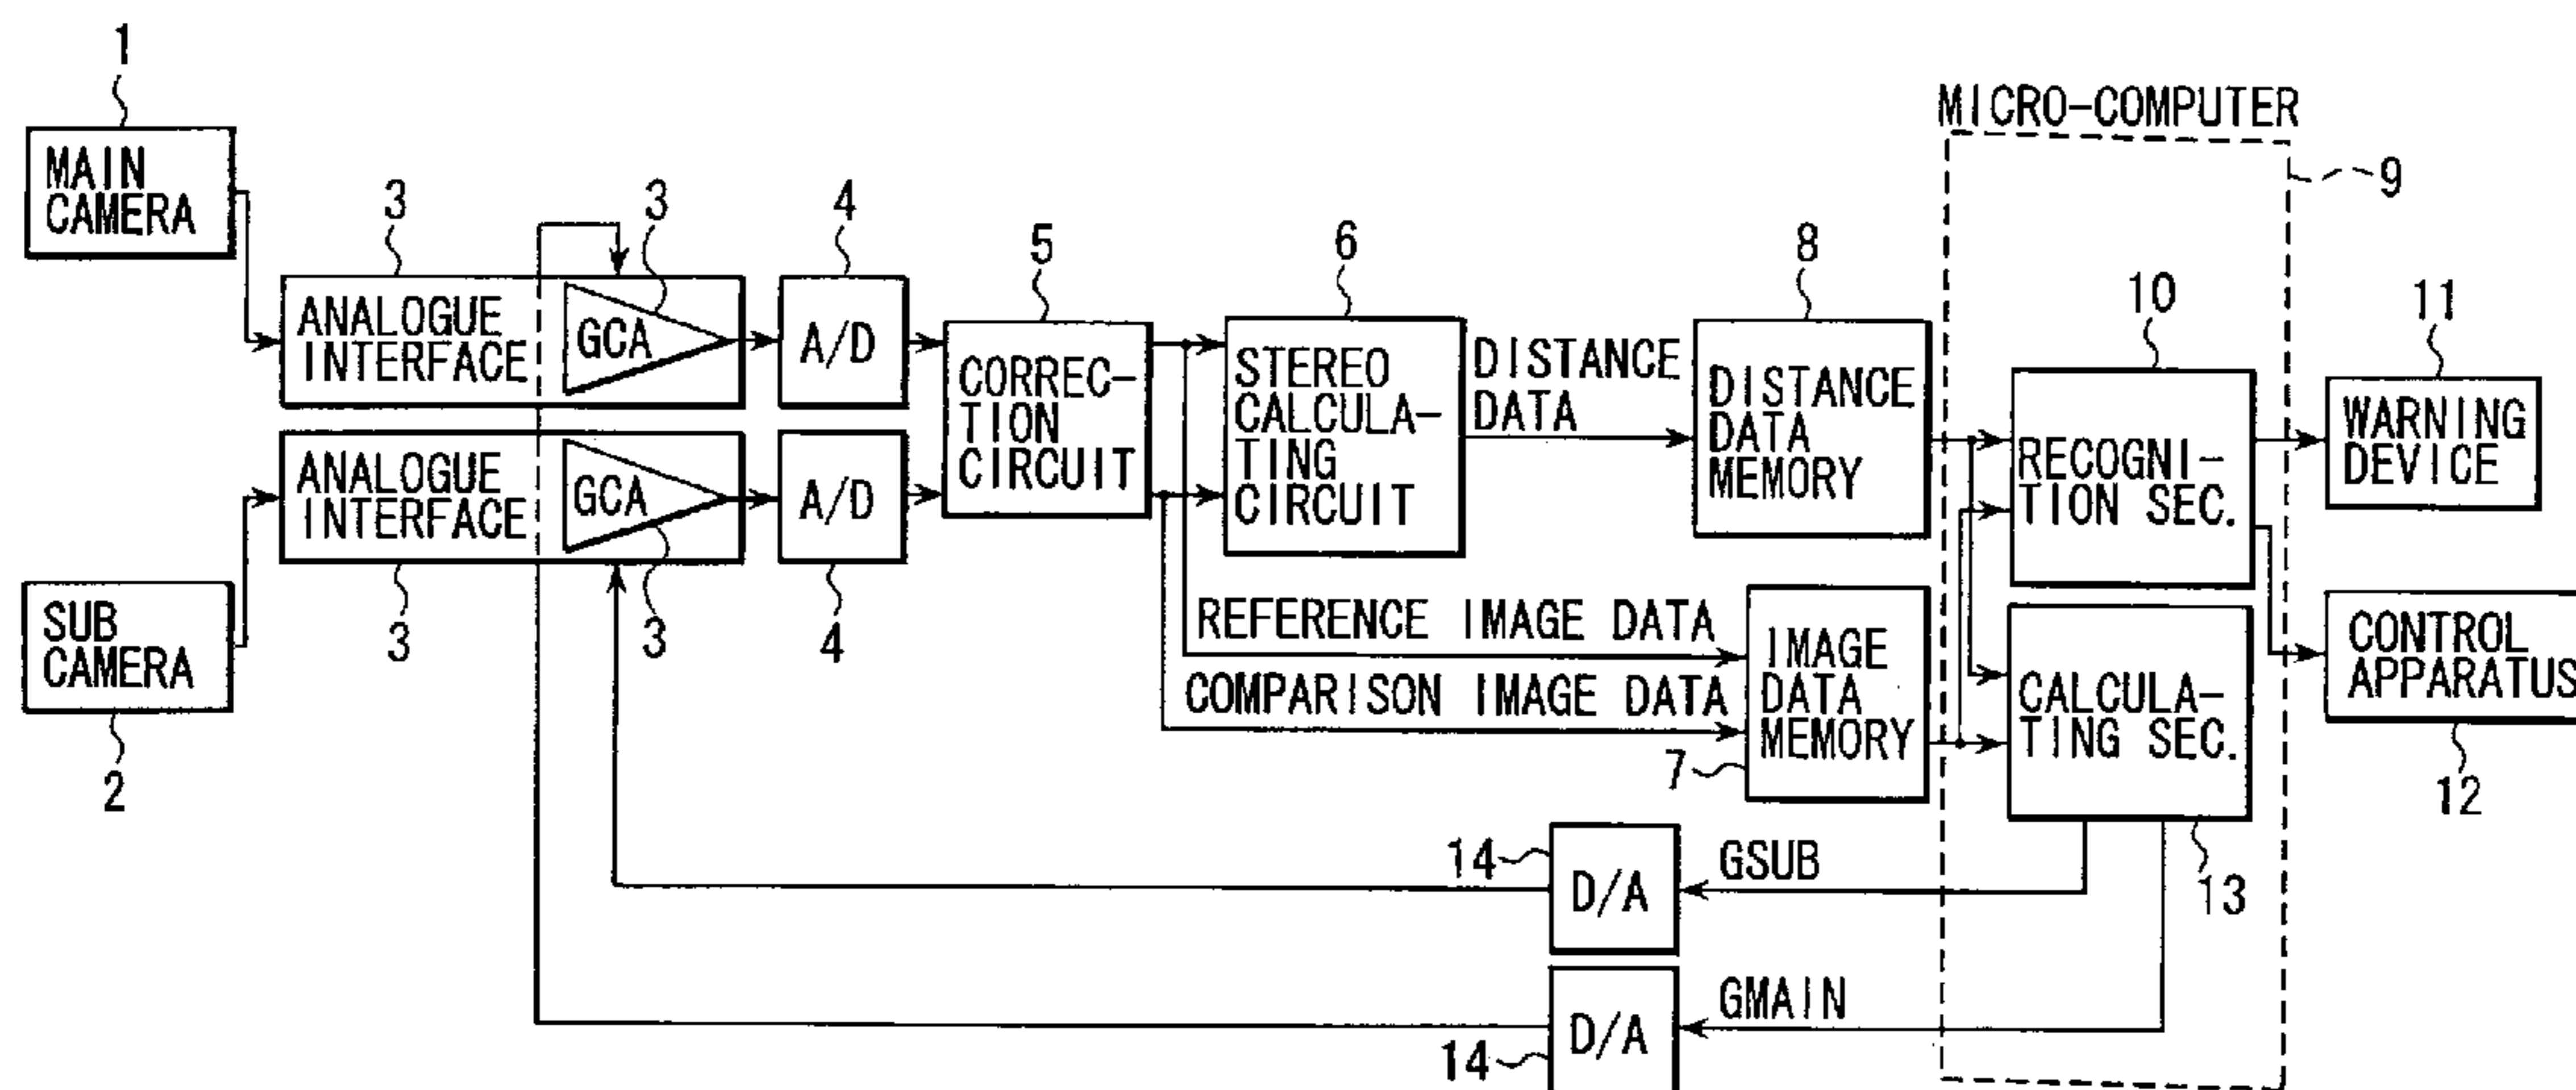 1
MICRO-COMPUTER
MAIN
CAMERA
9
3
3
4
5
6
8
10
11
ANALOGUE
INTERFACE
GCA
A/D
CORREC-
TION
CIRCUIT
STEREO
CALCULA-
TING
CIRCUIT
DISTANCE
DATA
DISTANCE
DATA
MEMORY
RECOGNI-
TION SEC.
WARNING
DEVICE
ANALOGUE
INTERFACE
GCA
A/D
SUB
CAMERA
2
3
3
4
REFERENCE IMAGE DATA
COMPARISON IMAGE DATA
IMAGE
DATA
MEMORY
7
CALCULA-
TING SEC.
CONTROL
APPARATUS
12
14
D/A
GSUB
13
14
D/A
GMAIN